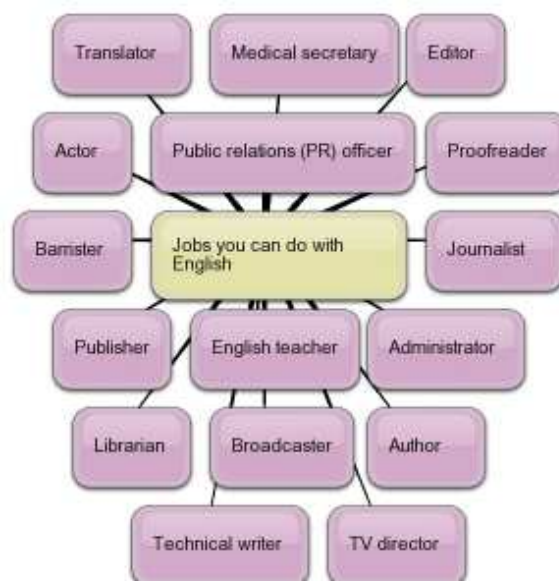 Translator
Medical secretary
Editor
Actor
Public relations (PR) officer
Proofreader
Barrister
Jobs you can do with
English
Journalist
Publisher
English teacher
Administrator
Librarian
Broadcaster
Author
Technical writer
TV director